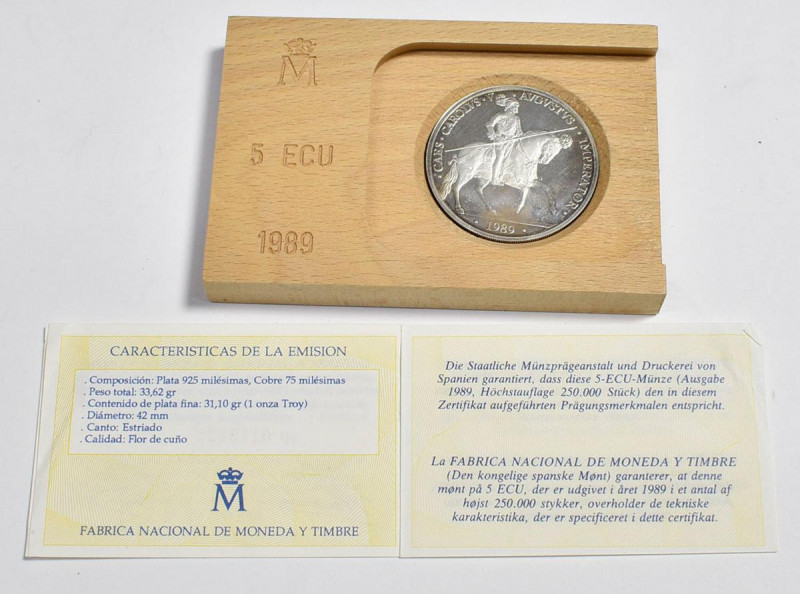 M
5 ECU
1989
· CAES · CAROLVS · V · AVGVSTVS · IMPERATOR ·
· 1989 ·
CARACTERISTICAS DE LA EMISION
. Composición: Plata 925 milésimas, Cobre 75 milésimas
. Peso total: 33,62 gr
. Contenido de plata fina: 31,10 gr (1 onza Troy)
. Diámetro: 42 mm
. Canto: Estriado
. Calidad: Flor de cuño
M
FABRICA NACIONAL DE MONEDA Y TIMBRE
Die Staatliche Münzprägeanstalt und Druckerei von
Spanien garantiert, dass diese 5-ECU-Münze (Ausgabe
1989, Höchstauflage 250.000 Stück) den in diesem
Zertifikat aufgeführten Prägungsmerkmalen entspricht.
La FABRICA NACIONAL DE MONEDA Y TIMBRE
(Den kongelige spanske Mønt) garanterer, at denne
mønt på 5 ECU, der er udgivet i året 1989 i et antal af
højst 250.000 stykker, overholder de tekniske
karakteristika, der er specificeret i dette certifikat.